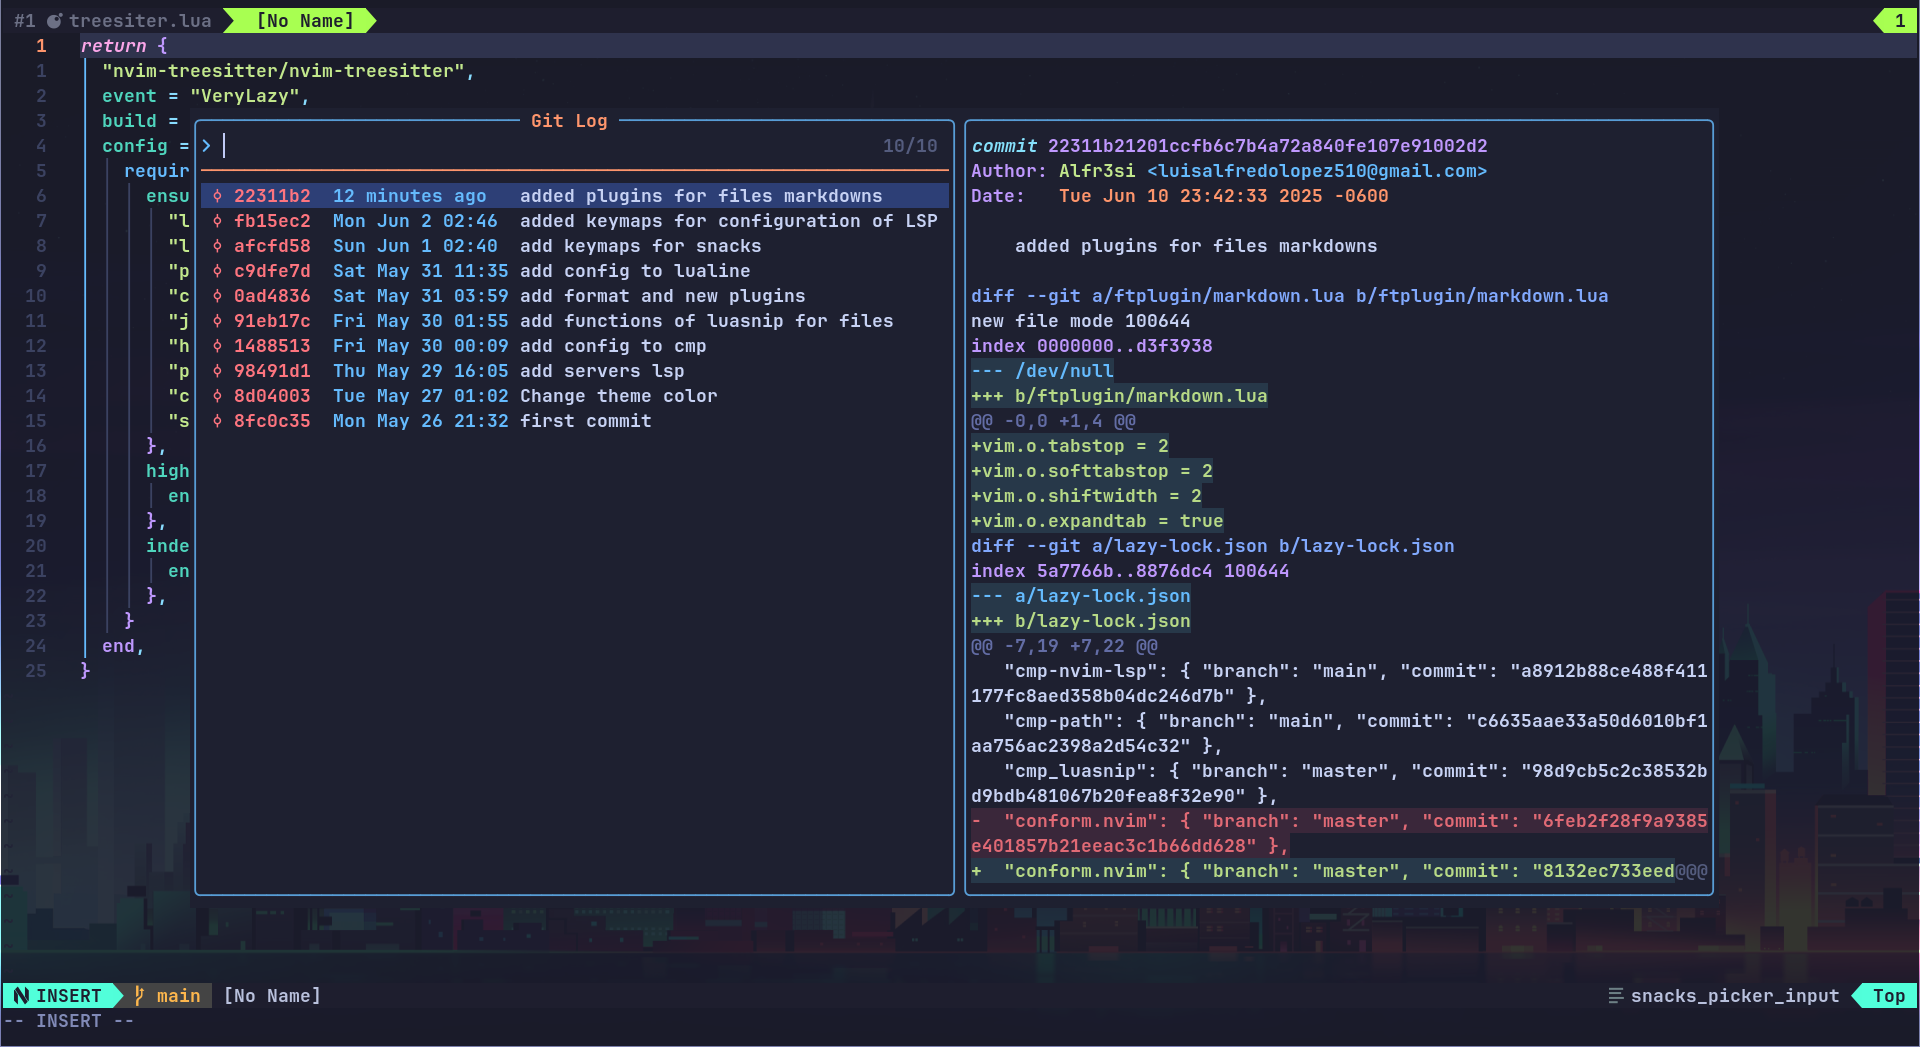 #1 treesiter.lua [No Name] 1
1 return {
1 "nvim-treesitter/nvim-treesitter",
2 event = "VeryLazy",
3 build =
4 config =
5 requir
6 ensu
7 "l
8 "l
9 "p
10 "c
11 "j
12 "h
13 "p
14 "c
15 "s
16 },
17 high
18 en
19 },
20 inde
21 en
22 },
23 }
24 end,
25 }
Git Log
> 10/10
22311b2 12 minutes ago added plugins for files markdowns
fb15ec2 Mon Jun 2 02:46 added keymaps for configuration of LSP
afcfd58 Sun Jun 1 02:40 add keymaps for snacks
c9dfe7d Sat May 31 11:35 add config to lualine
0ad4836 Sat May 31 03:59 add format and new plugins
91eb17c Fri May 30 01:55 add functions of luasnip for files
1488513 Fri May 30 00:09 add config to cmp
98491d1 Thu May 29 16:05 add servers lsp
8d04003 Tue May 27 01:02 Change theme color
8fc0c35 Mon May 26 21:32 first commit
commit 22311b21201ccfb6c7b4a72a840fe107e91002d2
Author: Alfr3si <luisalfredolopez510@gmail.com>
Date: Tue Jun 10 23:42:33 2025 -0600
added plugins for files markdowns
diff --git a/ftplugin/markdown.lua b/ftplugin/markdown.lua
new file mode 100644
index 0000000..d3f3938
--- /dev/null
+++ b/ftplugin/markdown.lua
@@ -0,0 +1,4 @@
+vim.o.tabstop = 2
+vim.o.softtabstop = 2
+vim.o.shiftwidth = 2
+vim.o.expandtab = true
diff --git a/lazy-lock.json b/lazy-lock.json
index 5a7766b..8876dc4 100644
--- a/lazy-lock.json
+++ b/lazy-lock.json
@@ -7,19 +7,22 @@
"cmp-nvim-lsp": { "branch": "main", "commit": "a8912b88ce488f411
177fc8aed358b04dc246d7b" },
"cmp-path": { "branch": "main", "commit": "c6635aae33a50d6010bf1
aa756ac2398a2d54c32" },
"cmp_luasnip": { "branch": "master", "commit": "98d9cb5c2c38532b
d9bdb481067b20fea8f32e90" },
- "conform.nvim": { "branch": "master", "commit": "6feb2f28f9a9385
e401857b21eeac3c1b66dd628" },
+ "conform.nvim": { "branch": "master", "commit": "8132ec733eed@@@
INSERT main [No Name] snacks_picker_input Top
-- INSERT --